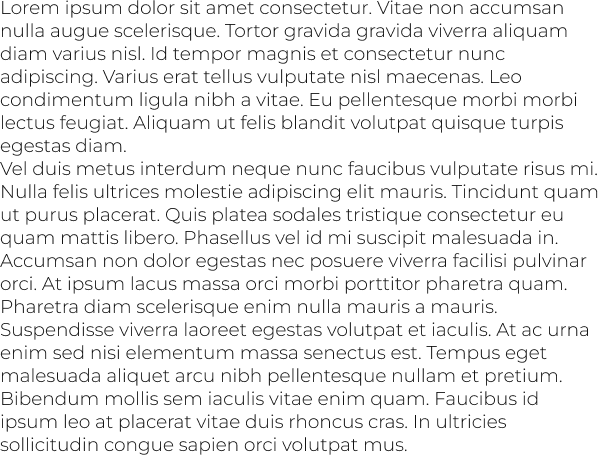 Lorem ipsum dolor sit amet consectetur. Vitae non accumsan
nulla augue scelerisque. Tortor gravida gravida viverra aliquam
diam varius nisl. Id tempor magnis et consectetur nunc
adipiscing. Varius erat tellus vulputate nisl maecenas. Leo
condimentum ligula nibh a vitae. Eu pellentesque morbi morbi
lectus feugiat. Aliquam ut felis blandit volutpat quisque turpis
egestas diam.
Vel duis metus interdum neque nunc faucibus vulputate risus mi.
Nulla felis ultrices molestie adipiscing elit mauris. Tincidunt quam
ut purus placerat. Quis platea sodales tristique consectetur eu
quam mattis libero. Phasellus vel id mi suscipit malesuada in.
Accumsan non dolor egestas nec posuere viverra facilisi pulvinar
orci. At ipsum lacus massa orci morbi porttitor pharetra quam.
Pharetra diam scelerisque enim nulla mauris a mauris.
Suspendisse viverra laoreet egestas volutpat et iaculis. At ac urna
enim sed nisi elementum massa senectus est. Tempus eget
malesuada aliquet arcu nibh pellentesque nullam et pretium.
Bibendum mollis sem iaculis vitae enim quam. Faucibus id
ipsum leo at placerat vitae duis rhoncus cras. In ultricies
sollicitudin congue sapien orci volutpat mus.